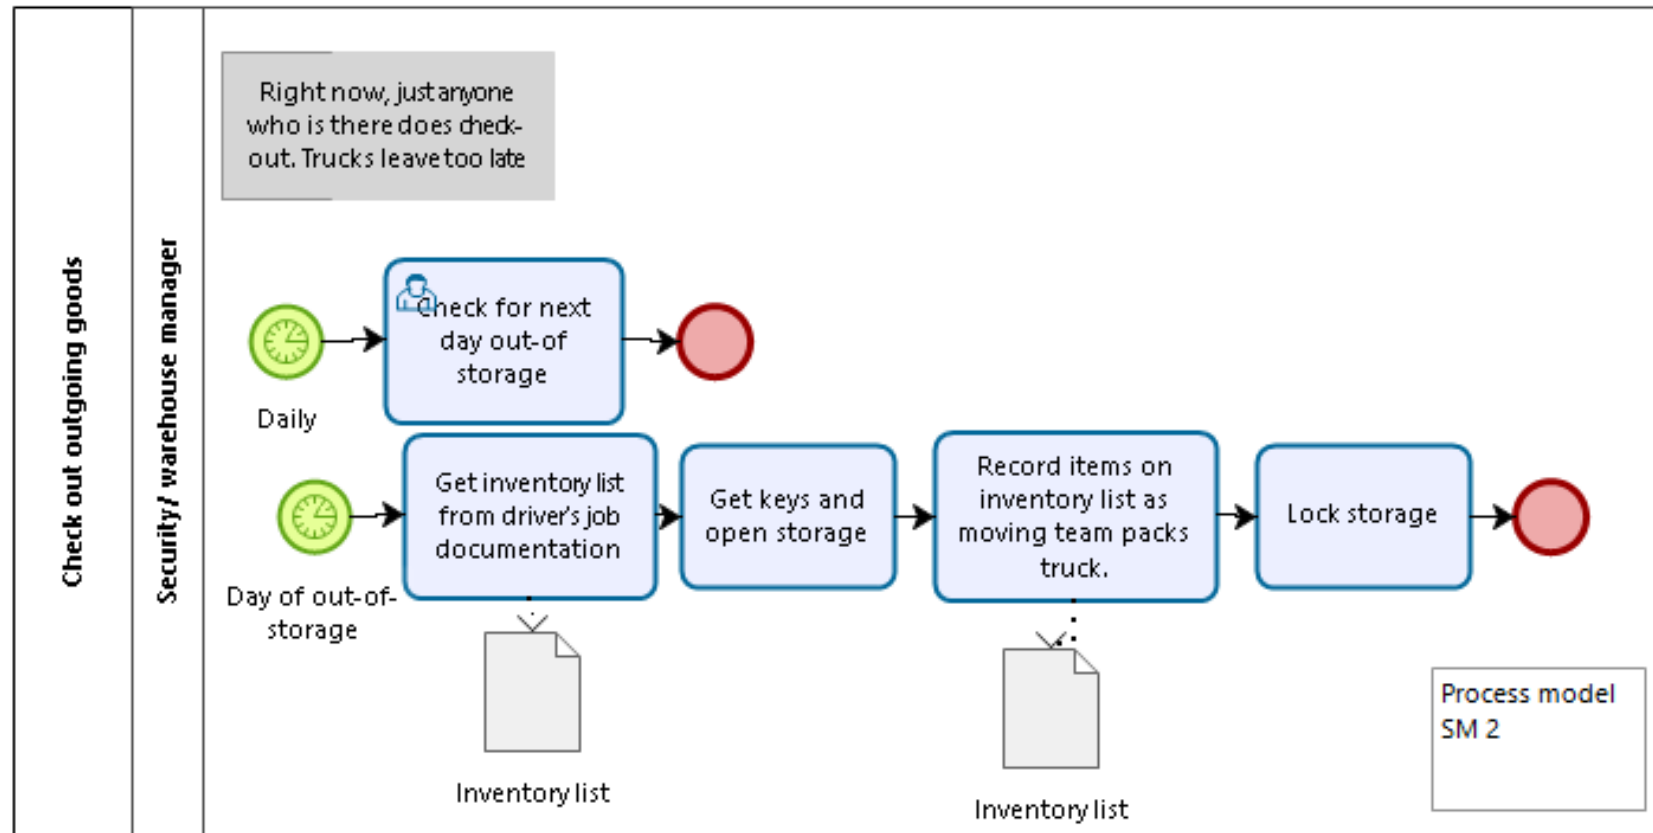 Check out outgoing goods
Security/ warehouse manager
Right now, just anyone
who is there does check-
out. Trucks leave too late
Check for next
day out-of
storage
Daily
Get inventory list
from driver's job
documentation
Get keys and
open storage
Record items on
inventory list as
moving team packs
truck.
Lock storage
Day of out-of-
storage
Inventory list
Inventory list
Process model
SM 2